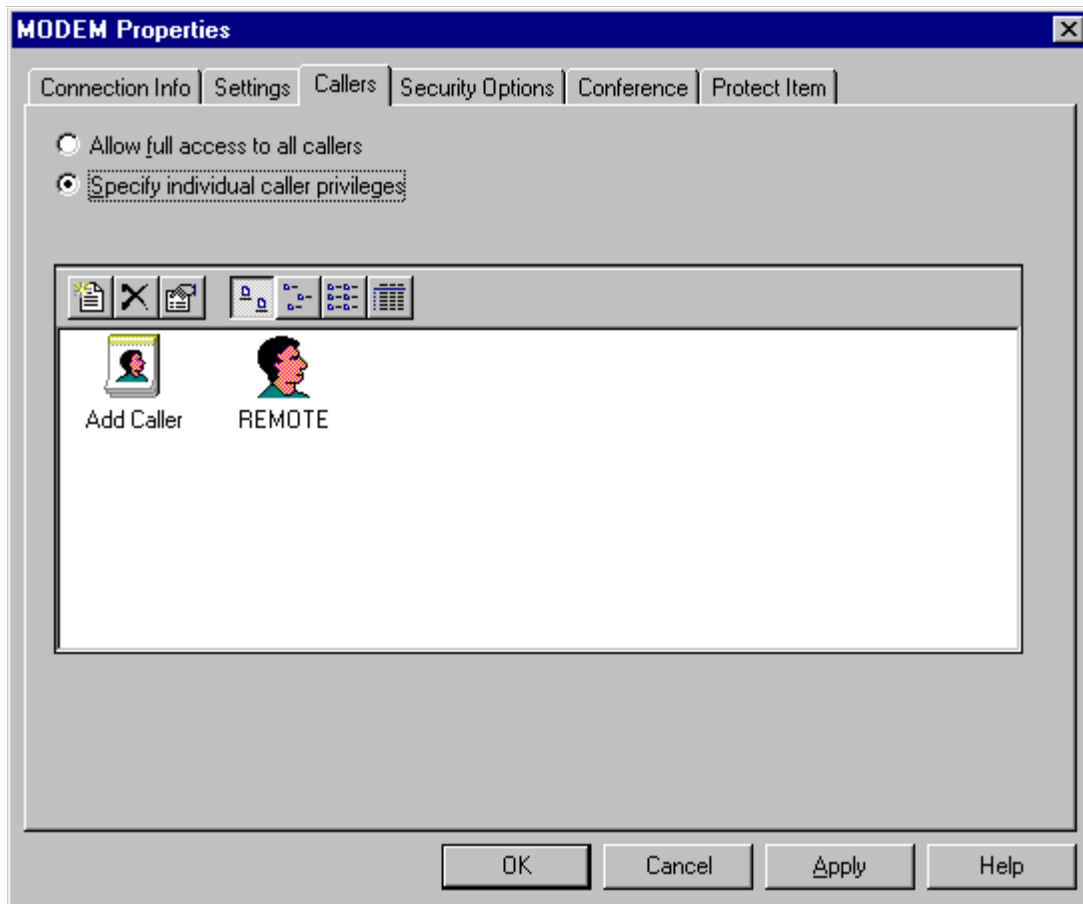 MODEM Properties
Connection Info Settings Callers Security Options Conference Protect Item
Allow full access to all callers
Specify individual caller privileges
Add Caller REMOTE
OK Cancel Apply Help